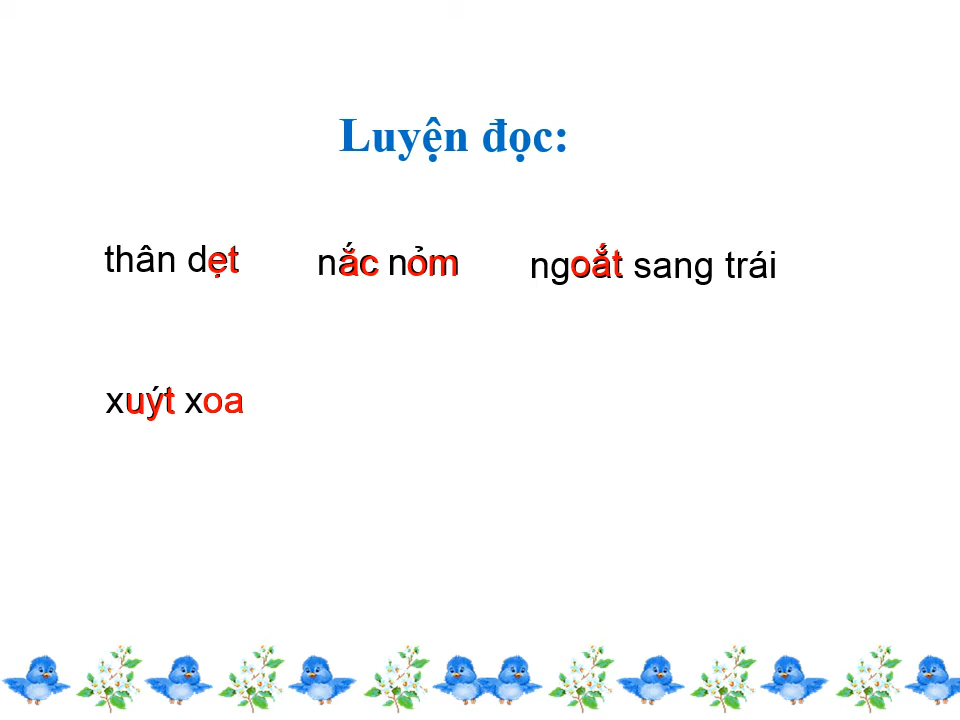 Luyện đọc:
thân dẹt nắc nỏm ngoắt sang trái
xuýt xoa